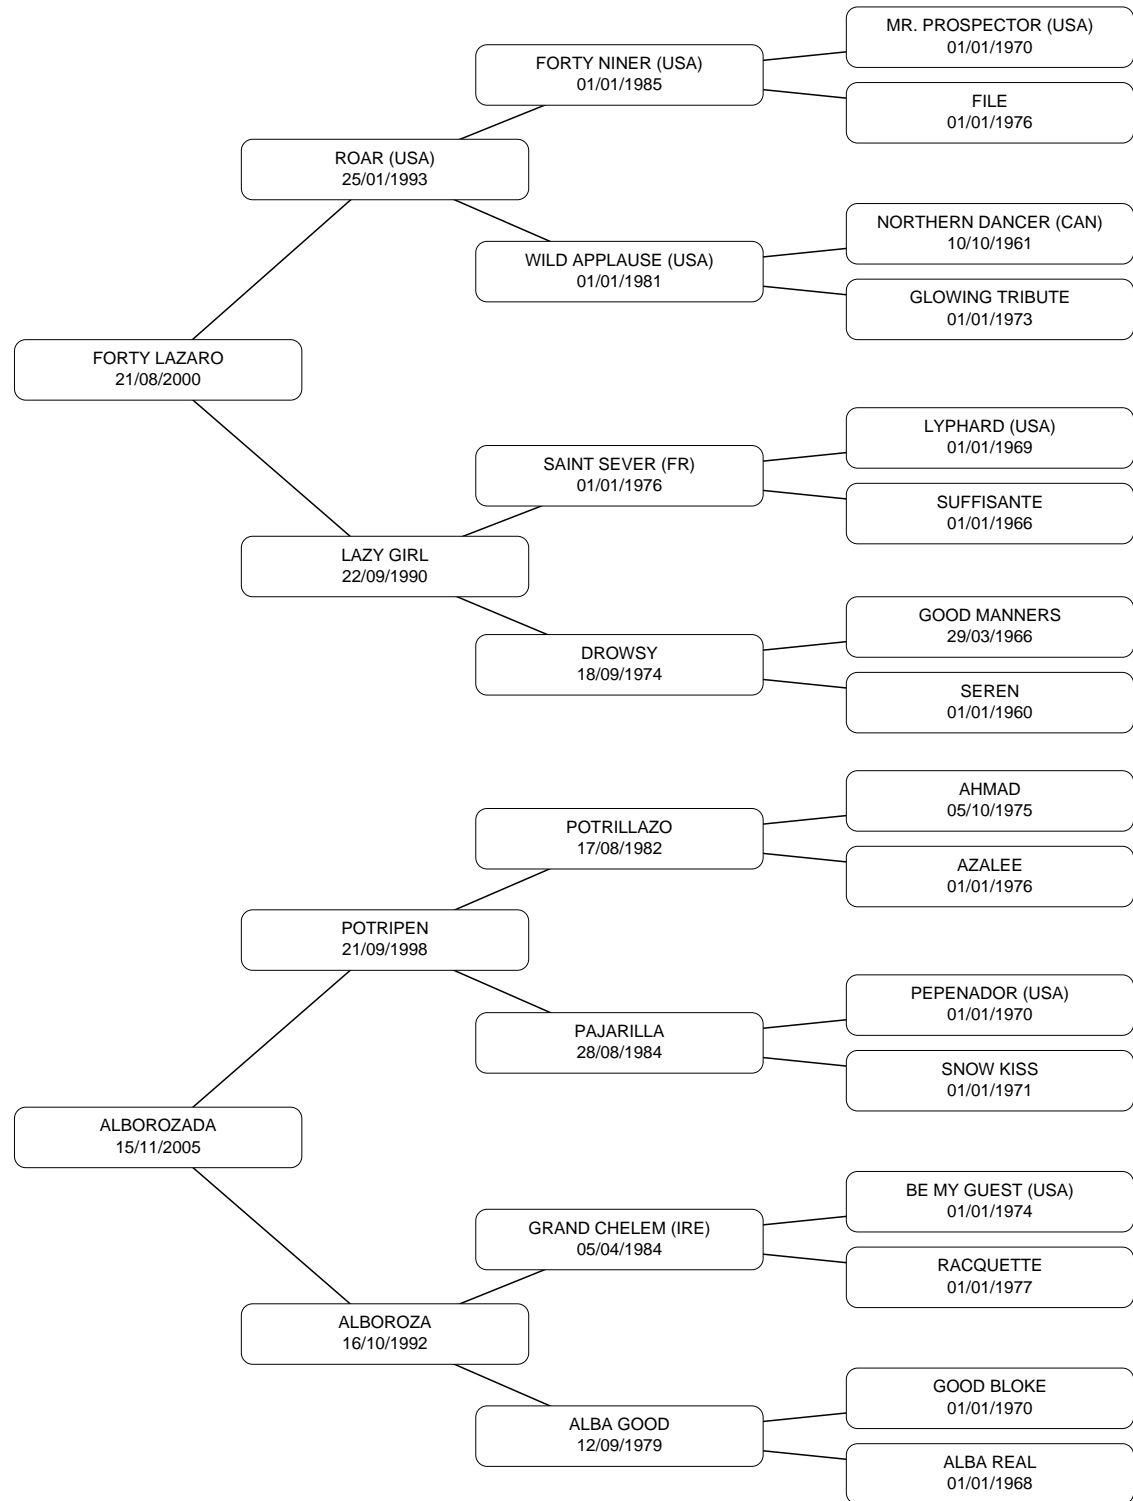 MR. PROSPECTOR (USA)
01/01/1970
FORTY NINER (USA)
01/01/1985
FILE
01/01/1976
ROAR (USA)
25/01/1993
NORTHERN DANCER (CAN)
10/10/1961
WILD APPLAUSE (USA)
01/01/1981
GLOWING TRIBUTE
01/01/1973
FORTY LAZARO
21/08/2000
LYPHARD (USA)
01/01/1969
SAINT SEVER (FR)
01/01/1976
SUFFISANTE
01/01/1966
LAZY GIRL
22/09/1990
GOOD MANNERS
29/03/1966
DROWSY
18/09/1974
SEREN
01/01/1960
AHMAD
05/10/1975
POTRILLAZO
17/08/1982
AZALEE
01/01/1976
POTRIPEN
21/09/1998
PEPENADOR (USA)
01/01/1970
PAJARILLA
28/08/1984
SNOW KISS
01/01/1971
ALBOROZADA
15/11/2005
BE MY GUEST (USA)
01/01/1974
GRAND CHELEM (IRE)
05/04/1984
RACQUETTE
01/01/1977
ALBOROZA
16/10/1992
GOOD BLOKE
01/01/1970
ALBA GOOD
12/09/1979
ALBA REAL
01/01/1968